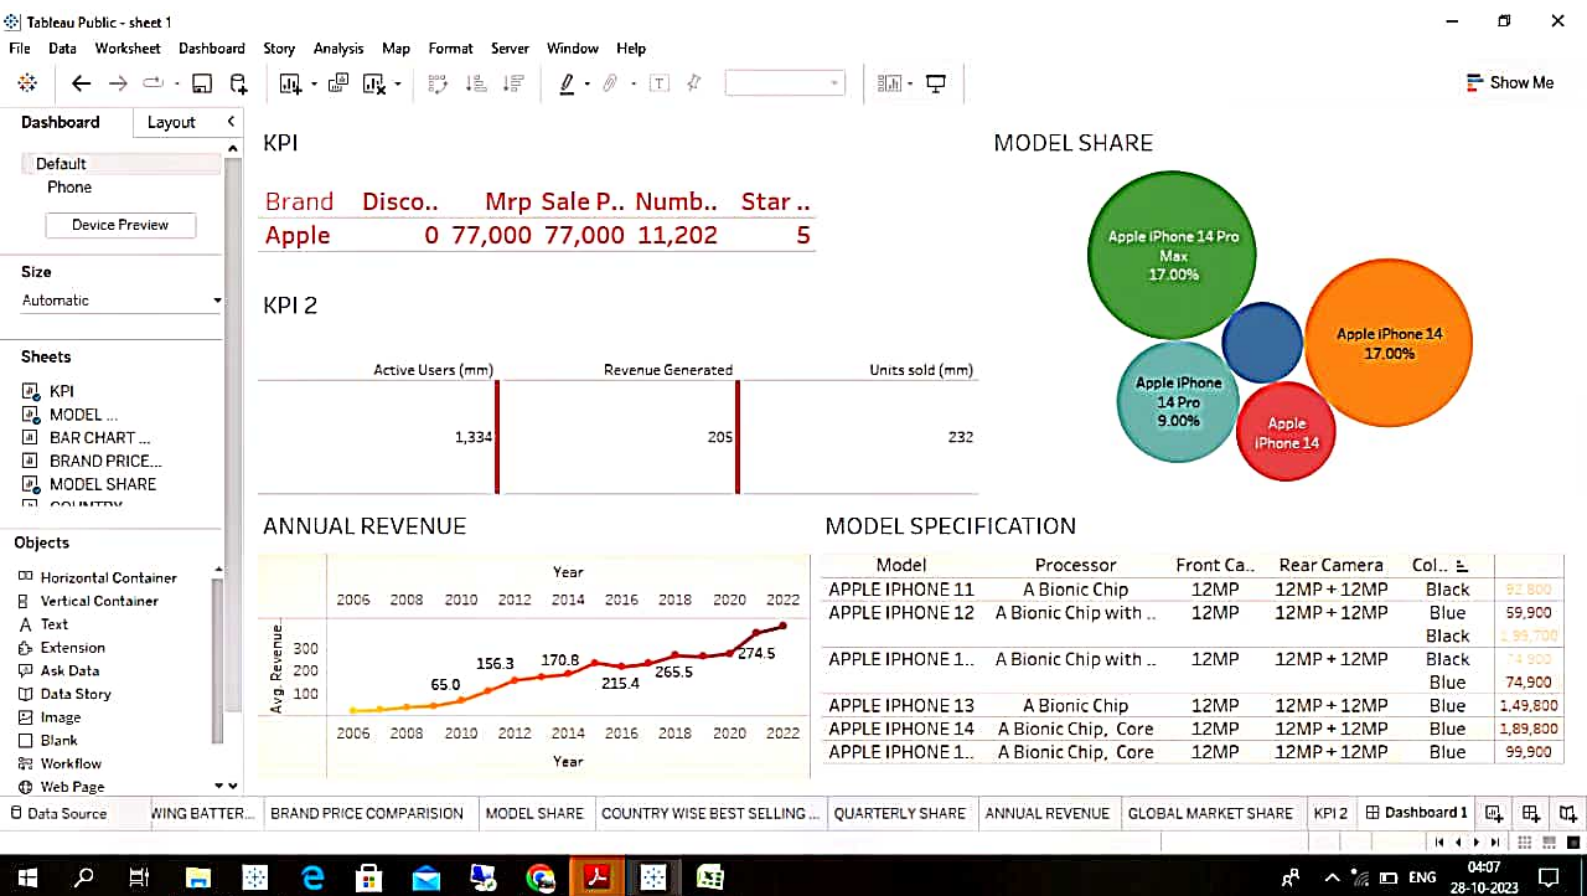 Tableau Public - sheet 1
File Data Worksheet Dashboard Story Analysis Map Format Server Window Help
Show Me
Dashboard Layout
Default
Phone
Device Preview
Size
Automatic
Sheets
KPI
MODEL ...
BAR CHART ...
BRAND PRICE...
MODEL SHARE
COUNTRY
Objects
Horizontal Container
Vertical Container
A Text
Extension
Ask Data
Data Story
Image
Blank
Workflow
Web Page
KPI
Brand Disco.. Mrp Sale P.. Numb.. Star ..
Apple 0 77,000 77,000 11,202 5
KPI 2
Active Users (mm) Revenue Generated Units sold (mm)
1,334 205 232
MODEL SHARE
Apple iPhone 14 Pro
Max
17.00%
Apple iPhone 14
17.00%
Apple iPhone
14 Pro
9.00%
Apple
iPhone 14
ANNUAL REVENUE
Year
2006 2008 2010 2012 2014 2016 2018 2020 2022
Avg. Revenue..
300
200
100
65.0
156.3
170.8
215.4
265.5
274.5
2006 2008 2010 2012 2014 2016 2018 2020 2022
Year
MODEL SPECIFICATION
Model Processor Front Ca.. Rear Camera Col..
APPLE IPHONE 11 A Bionic Chip 12MP 12MP + 12MP Black 92,800
APPLE IPHONE 12 A Bionic Chip with .. 12MP 12MP + 12MP Blue 59,900
Black 1,99,700
APPLE IPHONE 1.. A Bionic Chip with .. 12MP 12MP + 12MP Black 74,900
Blue 74,900
APPLE IPHONE 13 A Bionic Chip 12MP 12MP + 12MP Blue 1,49,800
APPLE IPHONE 14 A Bionic Chip, Core 12MP 12MP + 12MP Blue 1,89,800
APPLE IPHONE 1.. A Bionic Chip, Core 12MP 12MP + 12MP Blue 99,900
Data Source WING BATTER... BRAND PRICE COMPARISION MODEL SHARE COUNTRY WISE BEST SELLING ... QUARTERLY SHARE ANNUAL REVENUE GLOBAL MARKET SHARE KPI 2 Dashboard 1
ENG
04:07
28-10-2023